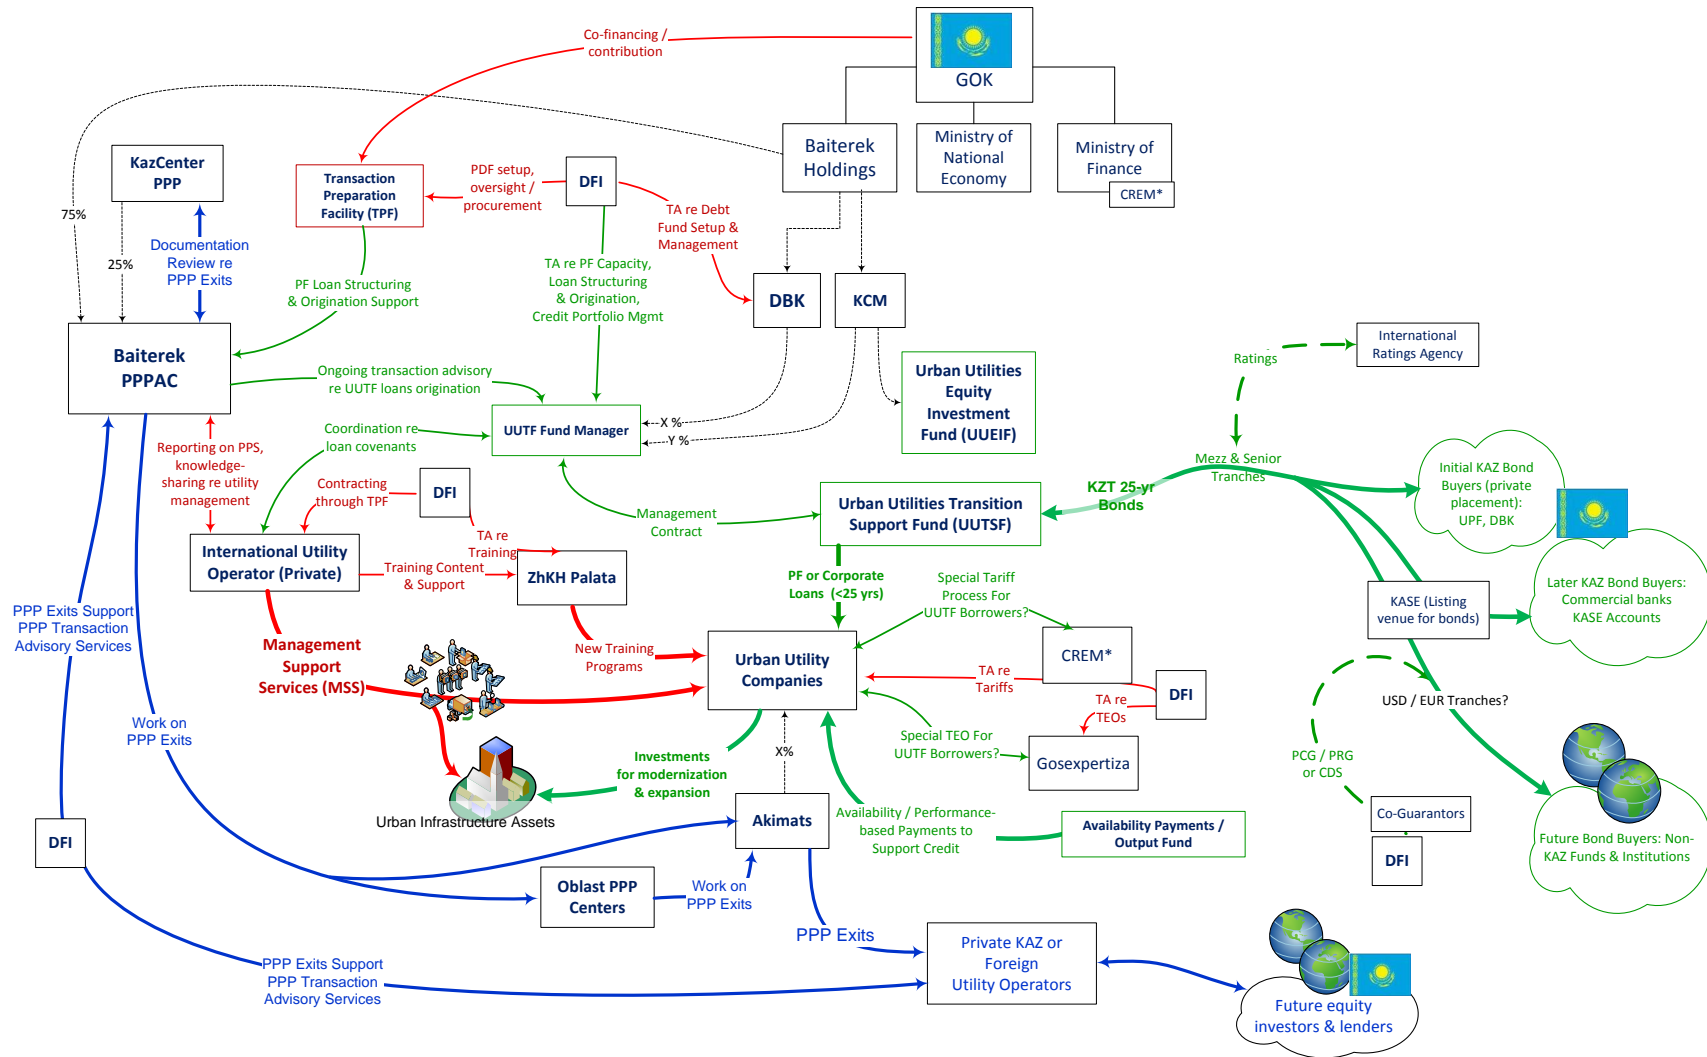 Co-financing /
contribution
GOK
Baiterek
Holdings
Ministry of
National
Economy
Ministry of
Finance
CREM*
KazCenter
PPP
Transaction
Preparation
Facility (TPF)
PDF setup,
oversight /
procurement
DFI
TA re Debt
Fund Setup &
Management
75%
25%
Documentation
Review re
PPP Exits
PF Loan Structuring
& Origination Support
TA re PF Capacity,
Loan Structuring
& Origination,
Credit Portfolio Mgmt
DBK
KCM
Baiterek
PPPAC
Ongoing transaction advisory
re UUTF loans origination
Urban Utilities
Equity
Investment
Fund (UUEIF)
International
Ratings Agency
Ratings
UUTF Fund Manager
X %
Y %
Coordination re
loan covenants
Reporting on PPS,
knowledge-
sharing re utility
management
Contracting
through TPF
DFI
Mezz & Senior
Tranches
Initial KAZ Bond
Buyers (private
placement):
UPF, DBK
KZT 25-yr
Bonds
Management
Contract
Urban Utilities Transition
Support Fund (UUTSF)
TA re
Training
International Utility
Operator (Private)
Training Content
& Support
ZhKH Palata
PF or Corporate
Loans (<25 yrs)
Special Tariff
Process For
UUTF Borrowers?
KASE (Listing
venue for bonds)
Later KAZ Bond Buyers:
Commercial banks
KASE Accounts
PPP Exits Support
PPP Transaction
Advisory Services
Management
Support
Services (MSS)
New Training
Programs
Urban Utility
Companies
CREM*
TA re
Tariffs
DFI
TA re
TEOs
USD / EUR Tranches?
Work on
PPP Exits
Special TEO For
UUTF Borrowers?
Gosexpertiza
X%
Investments
for modernization
& expansion
PCG / PRG
or CDS
Urban Infrastructure Assets
Akimats
Availability / Performance-
based Payments to
Support Credit
Availability Payments /
Output Fund
Co-Guarantors
DFI
DFI
Future Bond Buyers: Non-
KAZ Funds & Institutions
Oblast PPP
Centers
Work on
PPP Exits
PPP Exits
Private KAZ or
Foreign
Utility Operators
PPP Exits Support
PPP Transaction
Advisory Services
Future equity
investors & lenders